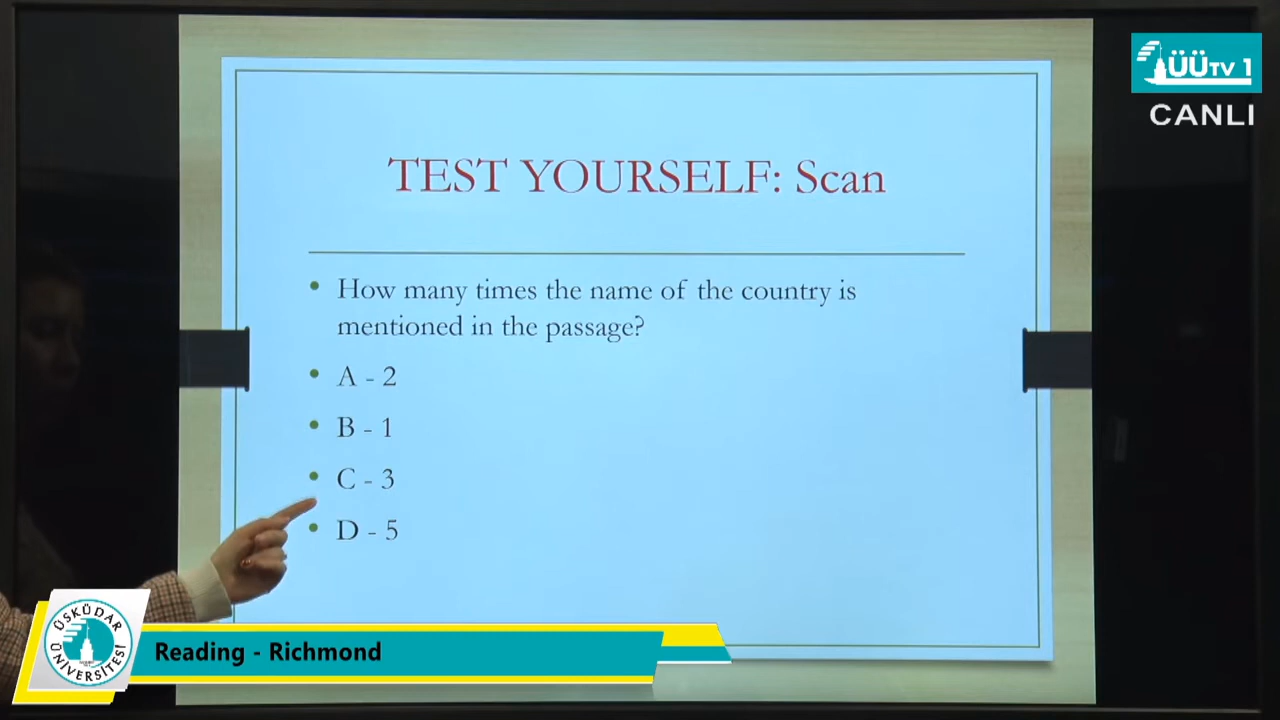 ÜÜTV 1
CANLI
TEST YOURSELF: Scan
How many times the name of the country is
mentioned in the passage?
A - 2
B - 1
C - 3
D - 5
ÜSKÜDAR
ÜNİVERSİTESİ
Reading - Richmond